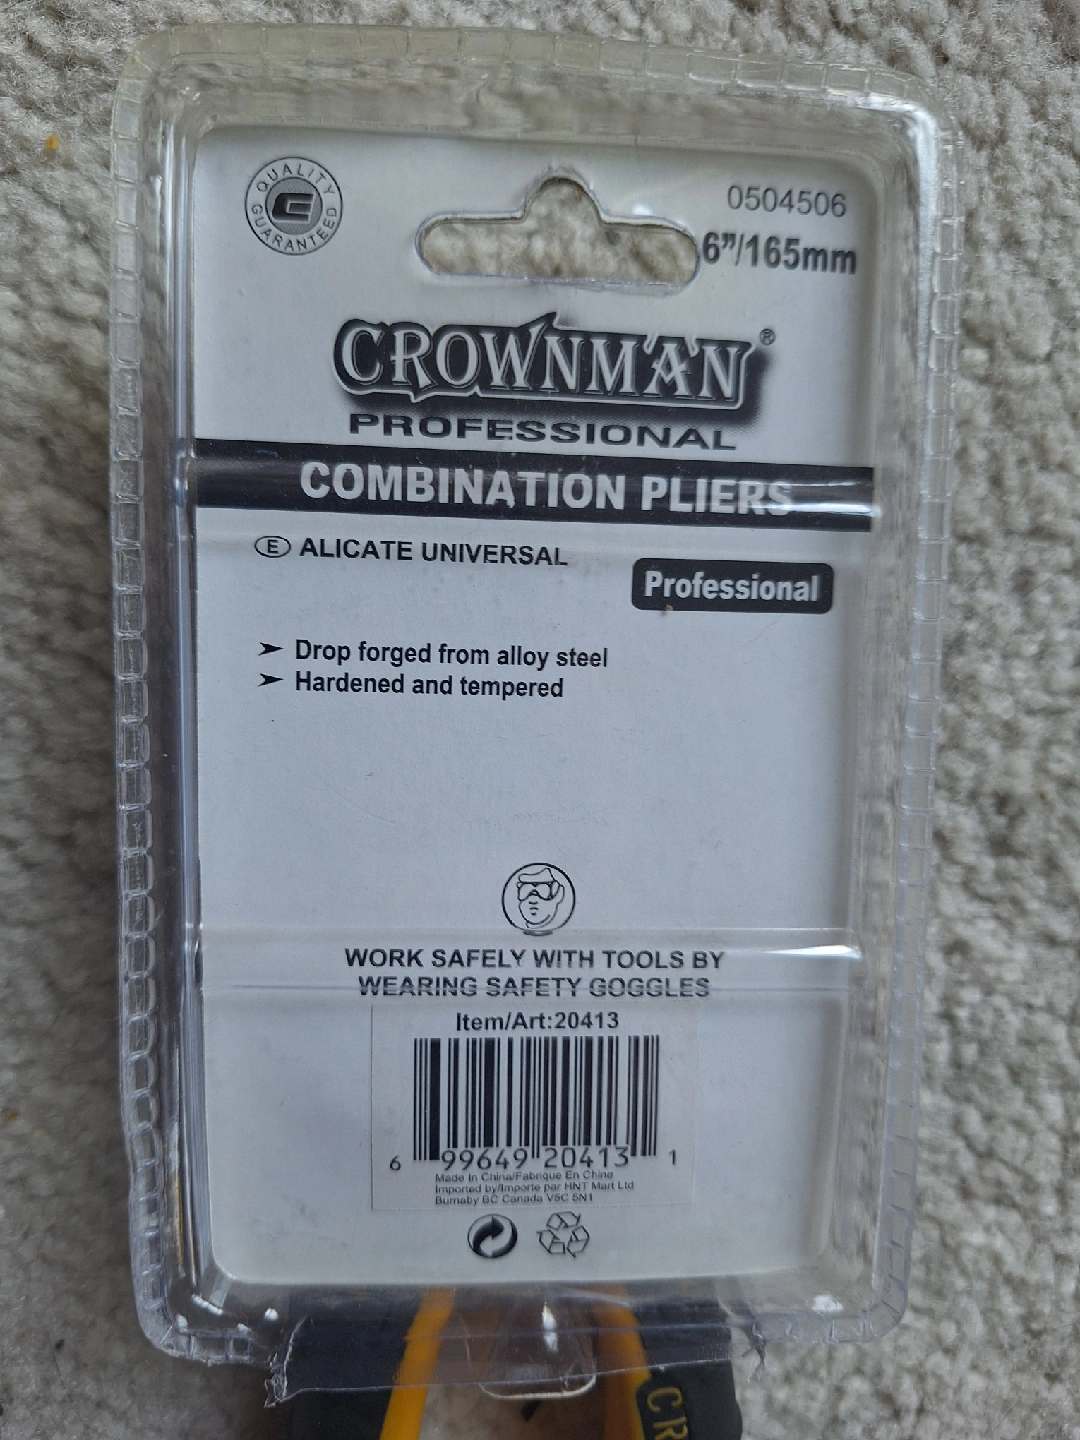 QUALITY GUARANTEED
0504506
6”/165mm
CROWNMAN®
PROFESSIONAL
COMBINATION PLIERS
Ⓔ ALICATE UNIVERSAL
Professional
➤ Drop forged from alloy steel
➤ Hardened and tempered
WORK SAFELY WITH TOOLS BY
WEARING SAFETY GOGGLES
Item/Art:20413
6 99649 20413 1
Made In China/Fabrique En Chine
Imported by/Importe par HNT Mart Ltd
Burnaby BC Canada V5C 5N1
CR